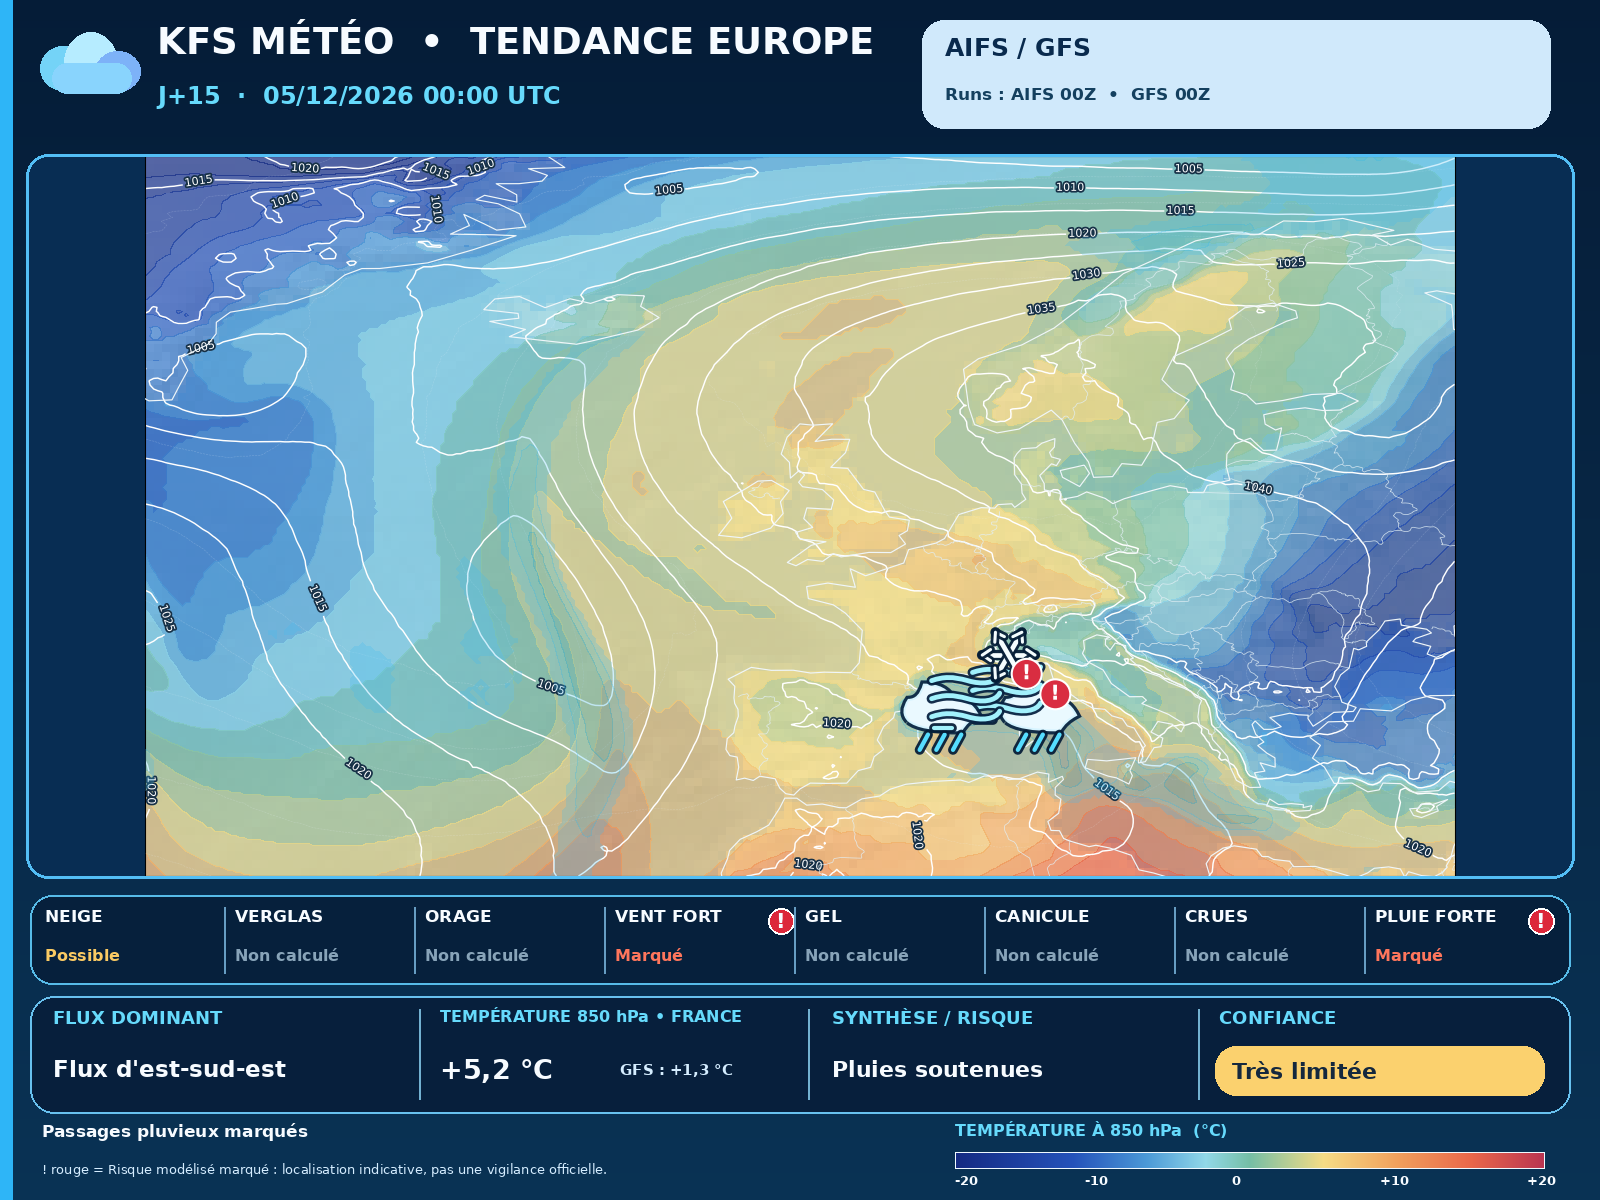 KFS MÉTÉO • TENDANCE EUROPE
J+15 · 05/12/2026 00:00 UTC
AIFS / GFS
Runs : AIFS 00Z • GFS 00Z
1020
1015
1010
1015
1010
1010
1005
1005
1010
1015
1020
1025
1030
1035
1005
1040
1015
1025
1005
1020
1020
1020
1015
1020
1020
1020
!
!
NEIGE
Possible
VERGLAS
Non calculé
ORAGE
Non calculé
VENT FORT !
Marqué
GEL
Non calculé
CANICULE
Non calculé
CRUES
Non calculé
PLUIE FORTE !
Marqué
FLUX DOMINANT
Flux d'est-sud-est
TEMPÉRATURE 850 hPa • FRANCE
+5,2 °C GFS : +1,3 °C
SYNTHÈSE / RISQUE
Pluies soutenues
CONFIANCE
Très limitée
Passages pluvieux marqués
! rouge = Risque modélisé marqué : localisation indicative, pas une vigilance officielle.
TEMPÉRATURE À 850 hPa (°C)
-20 -10 0 +10 +20